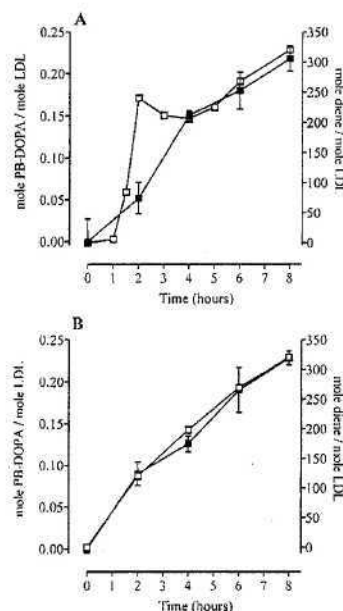 A
mole PB-DOPA / mole LDL
0.25
0.20
0.15
0.10
0.05
0.00
350
300
250
200
150
100
50
0
mole diene / mole LDL
0 1 2 3 4 5 6 7 8
Time (hours)
B
mole PB-DOPA / mole LDL
0.25
0.20
0.15
0.10
0.05
0.00
350
300
250
200
150
100
50
0
mole diene / mole LDL
0 1 2 3 4 5 6 7 8
Time (hours)